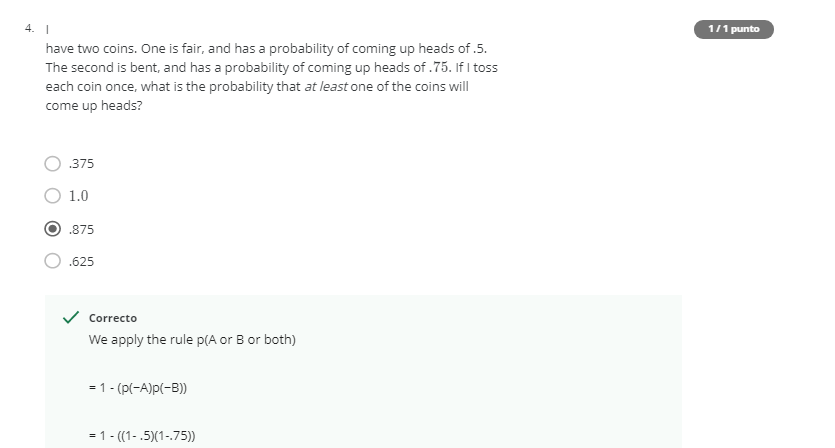 4. I
1 / 1 punto
have two coins. One is fair, and has a probability of coming up heads of .5.
The second is bent, and has a probability of coming up heads of .75. If I toss
each coin once, what is the probability that at least one of the coins will
come up heads?
.375
1.0
.875
.625
Correcto
We apply the rule p(A or B or both)
= 1 - (p(~A)p(~B))
= 1 - ((1- .5)(1-.75))